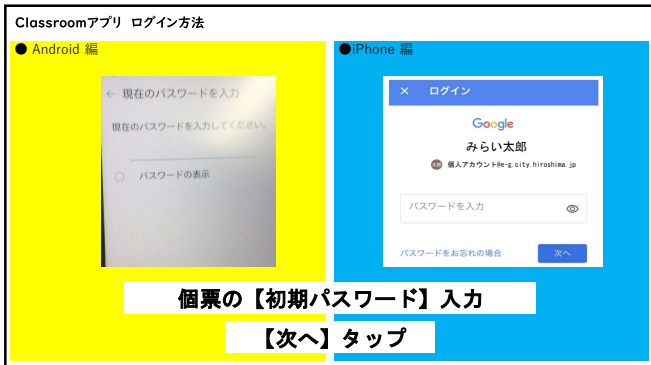 Classroomアプリ ログイン方法
● Android 編
← 現在のパスワードを入力
現在のパスワードを入力してください。
パスワードの表示
●iPhone 編
× ログイン
Google
みらい太郎
太郎 個人アカウント@e-g.city.hiroshima.jp
パスワードを入力
パスワードをお忘れの場合 次へ
個票の【初期パスワード】入力
【次へ】タップ